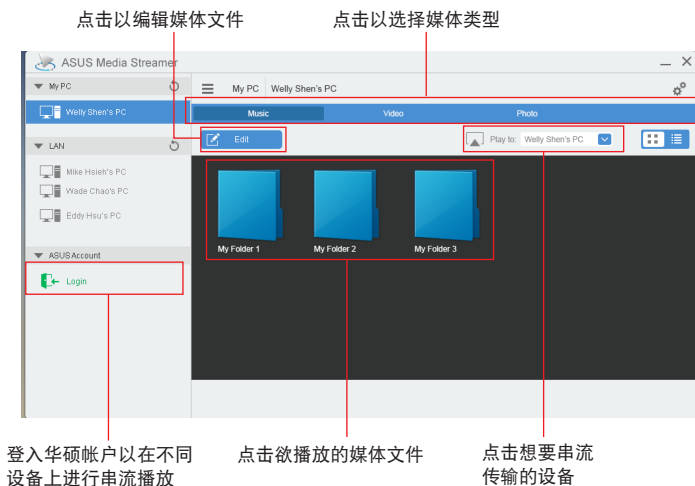 点击以编辑媒体文件
点击以选择媒体类型
ASUS Media Streamer
My PC
My PC Welly Shen's PC
Welly Shen's PC
Music Video Photo
Edit
Play to: Welly Shen's PC
LAN
Mike Hsieh's PC
Wade Chao's PC
Eddy Hsu's PC
My Folder 1 My Folder 2 My Folder 3
ASUS Account
Login
登入华硕帐户以在不同
设备上进行串流播放
点击欲播放的媒体文件
点击想要串流
传输的设备